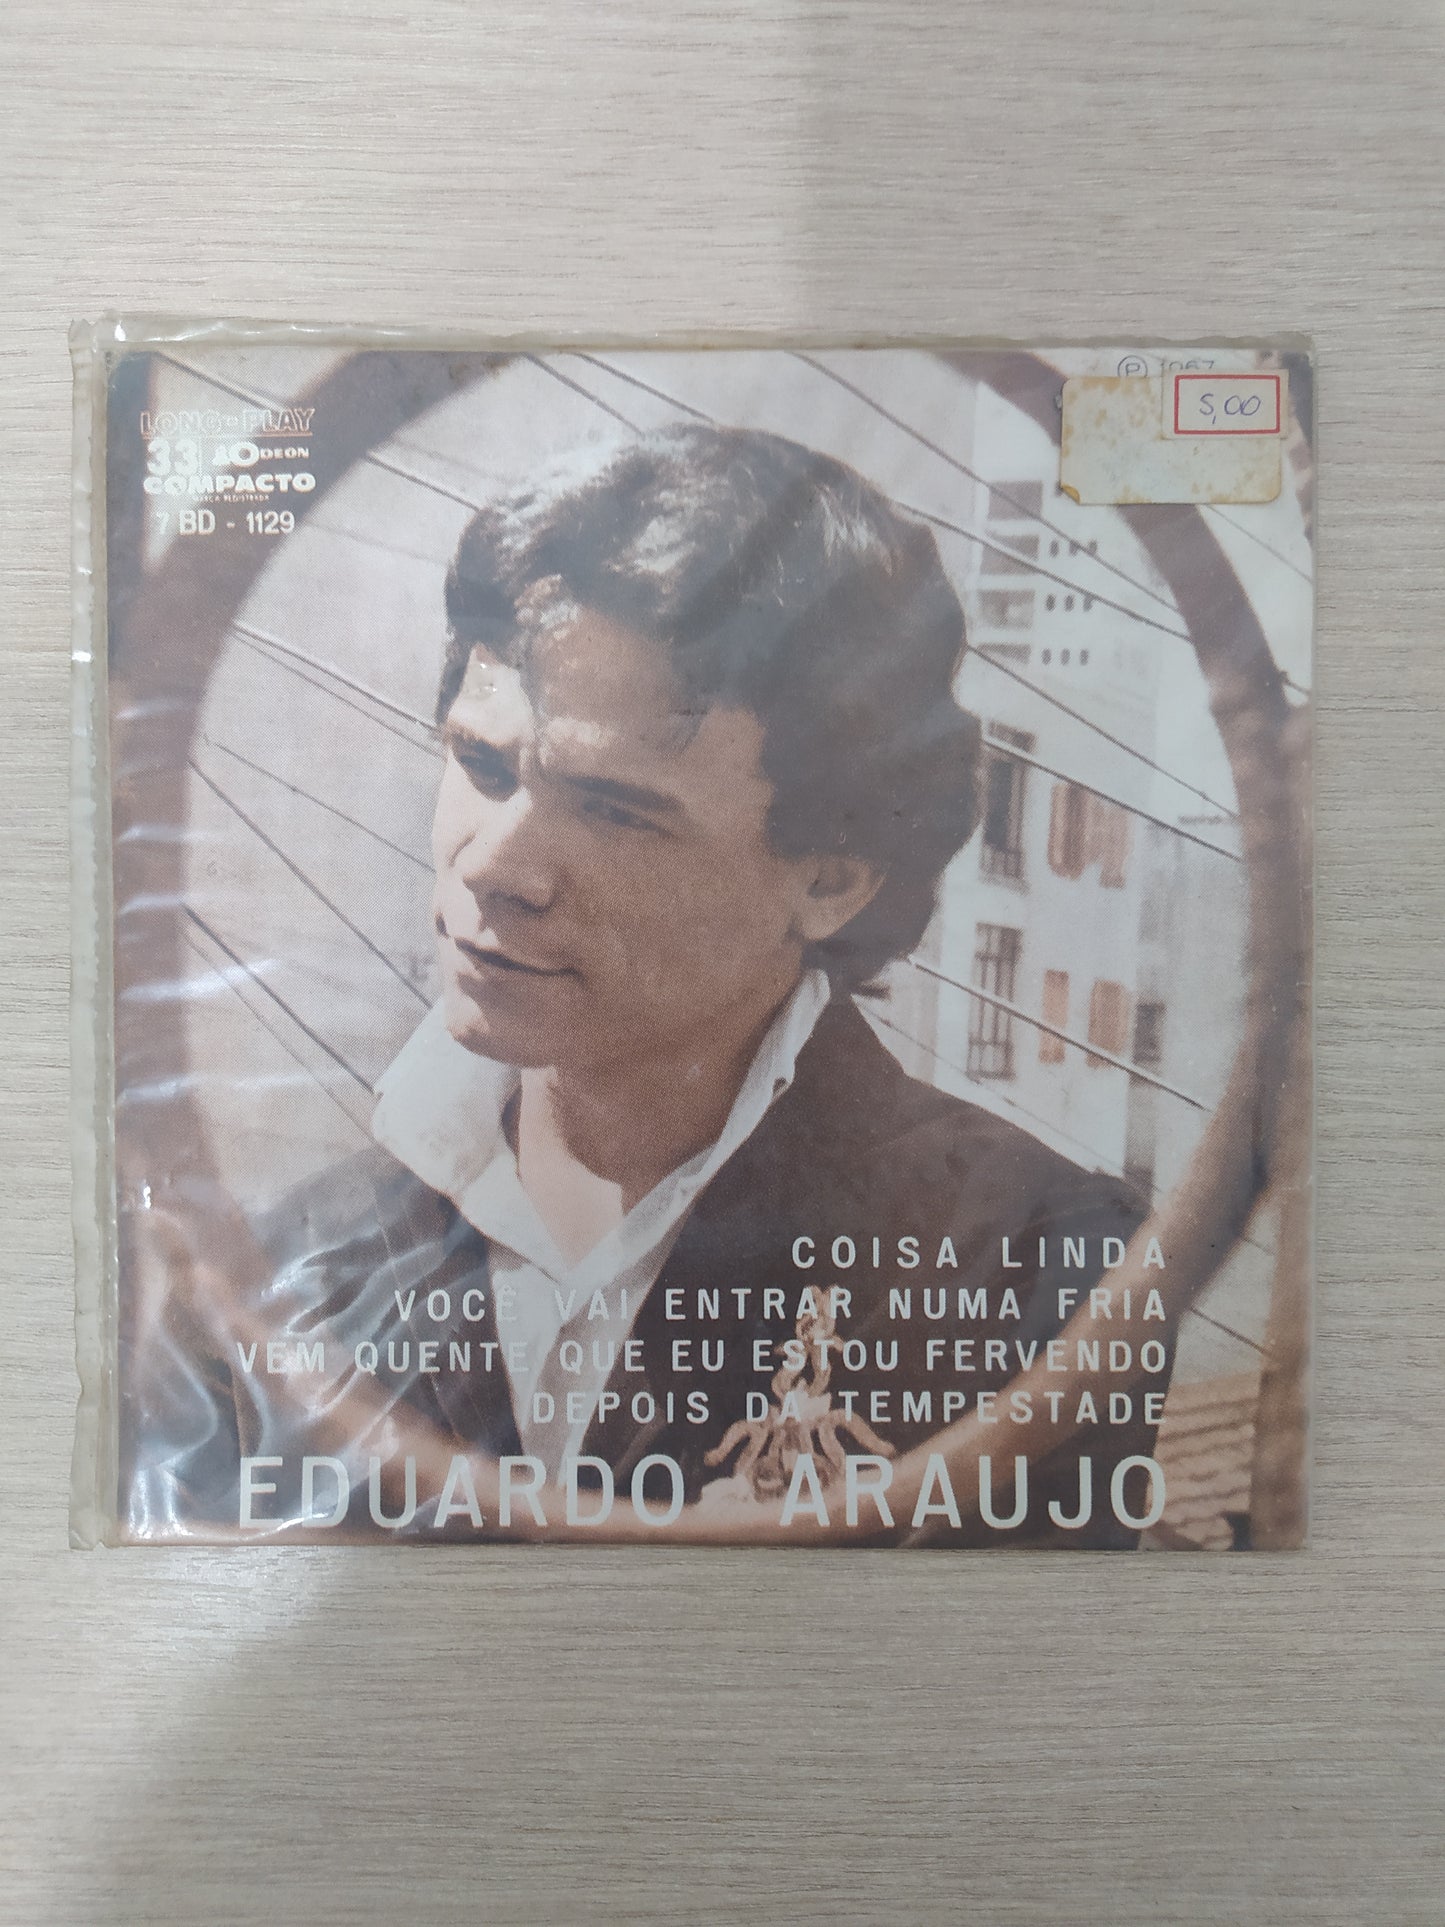 LONG-PLAY
33 ODEON
COMPACTO
MARCA REGISTRADA
7 BD - 1129
Ⓟ 1967
5,00
COISA LINDA
VOCÊ VAI ENTRAR NUMA FRIA
VEM QUENTE QUE EU ESTOU FERVENDO
DEPOIS DA TEMPESTADE
EDUARDO ARAUJO